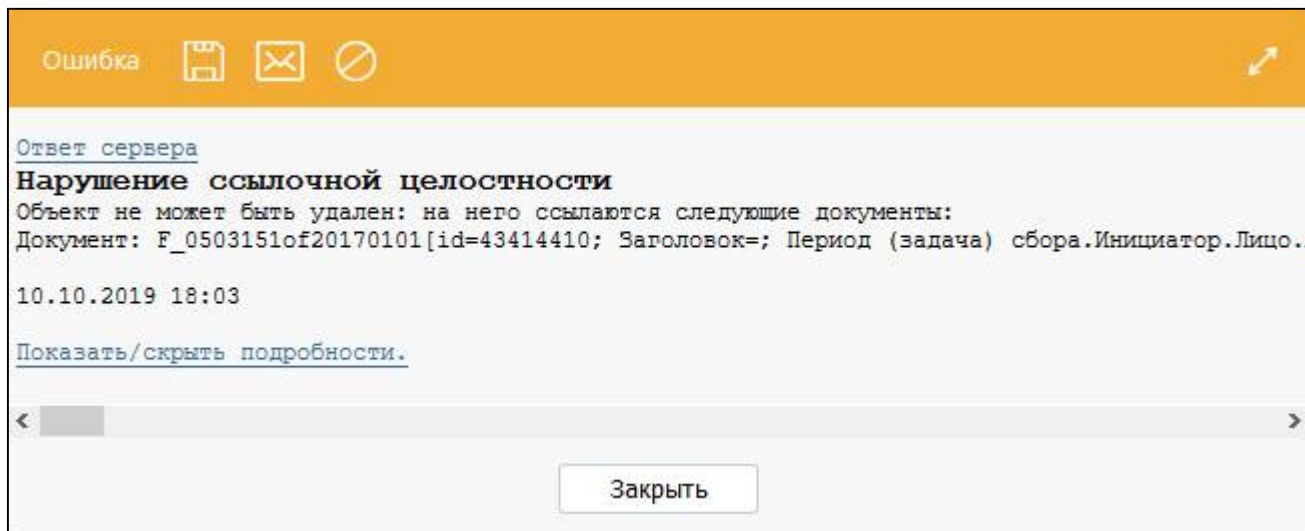 Ошибка
Ответ сервера
Нарушение ссылочной целостности
Объект не может быть удален: на него ссылаются следующие документы:
Документ: F_0503151of20170101[id=43414410; Заголовок=; Период (задача) сбора.Инициатор.Лицо.
10.10.2019 18:03
Показать/скрыть подробности.
Закрыть